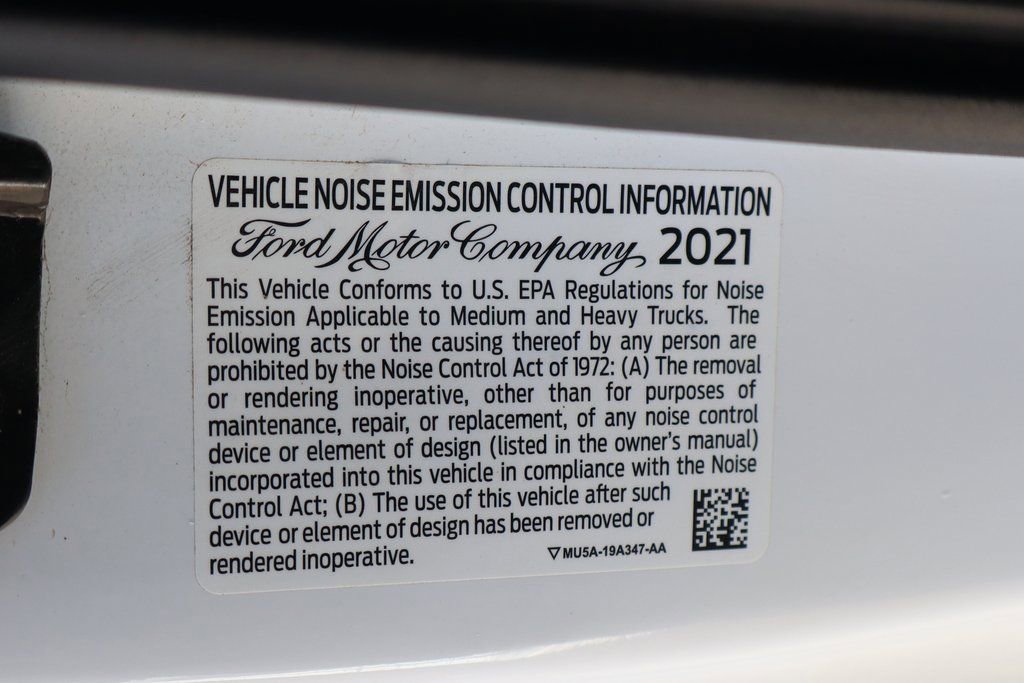 VEHICLE NOISE EMISSION CONTROL INFORMATION
Ford Motor Company 2021
This Vehicle Conforms to U.S. EPA Regulations for Noise
Emission Applicable to Medium and Heavy Trucks. The
following acts or the causing thereof by any person are
prohibited by the Noise Control Act of 1972: (A) The removal
or rendering inoperative, other than for purposes of
maintenance, repair, or replacement, of any noise control
device or element of design (listed in the owner's manual)
incorporated into this vehicle in compliance with the Noise
Control Act; (B) The use of this vehicle after such
device or element of design has been removed or
rendered inoperative.
MU5A-19A347-AA